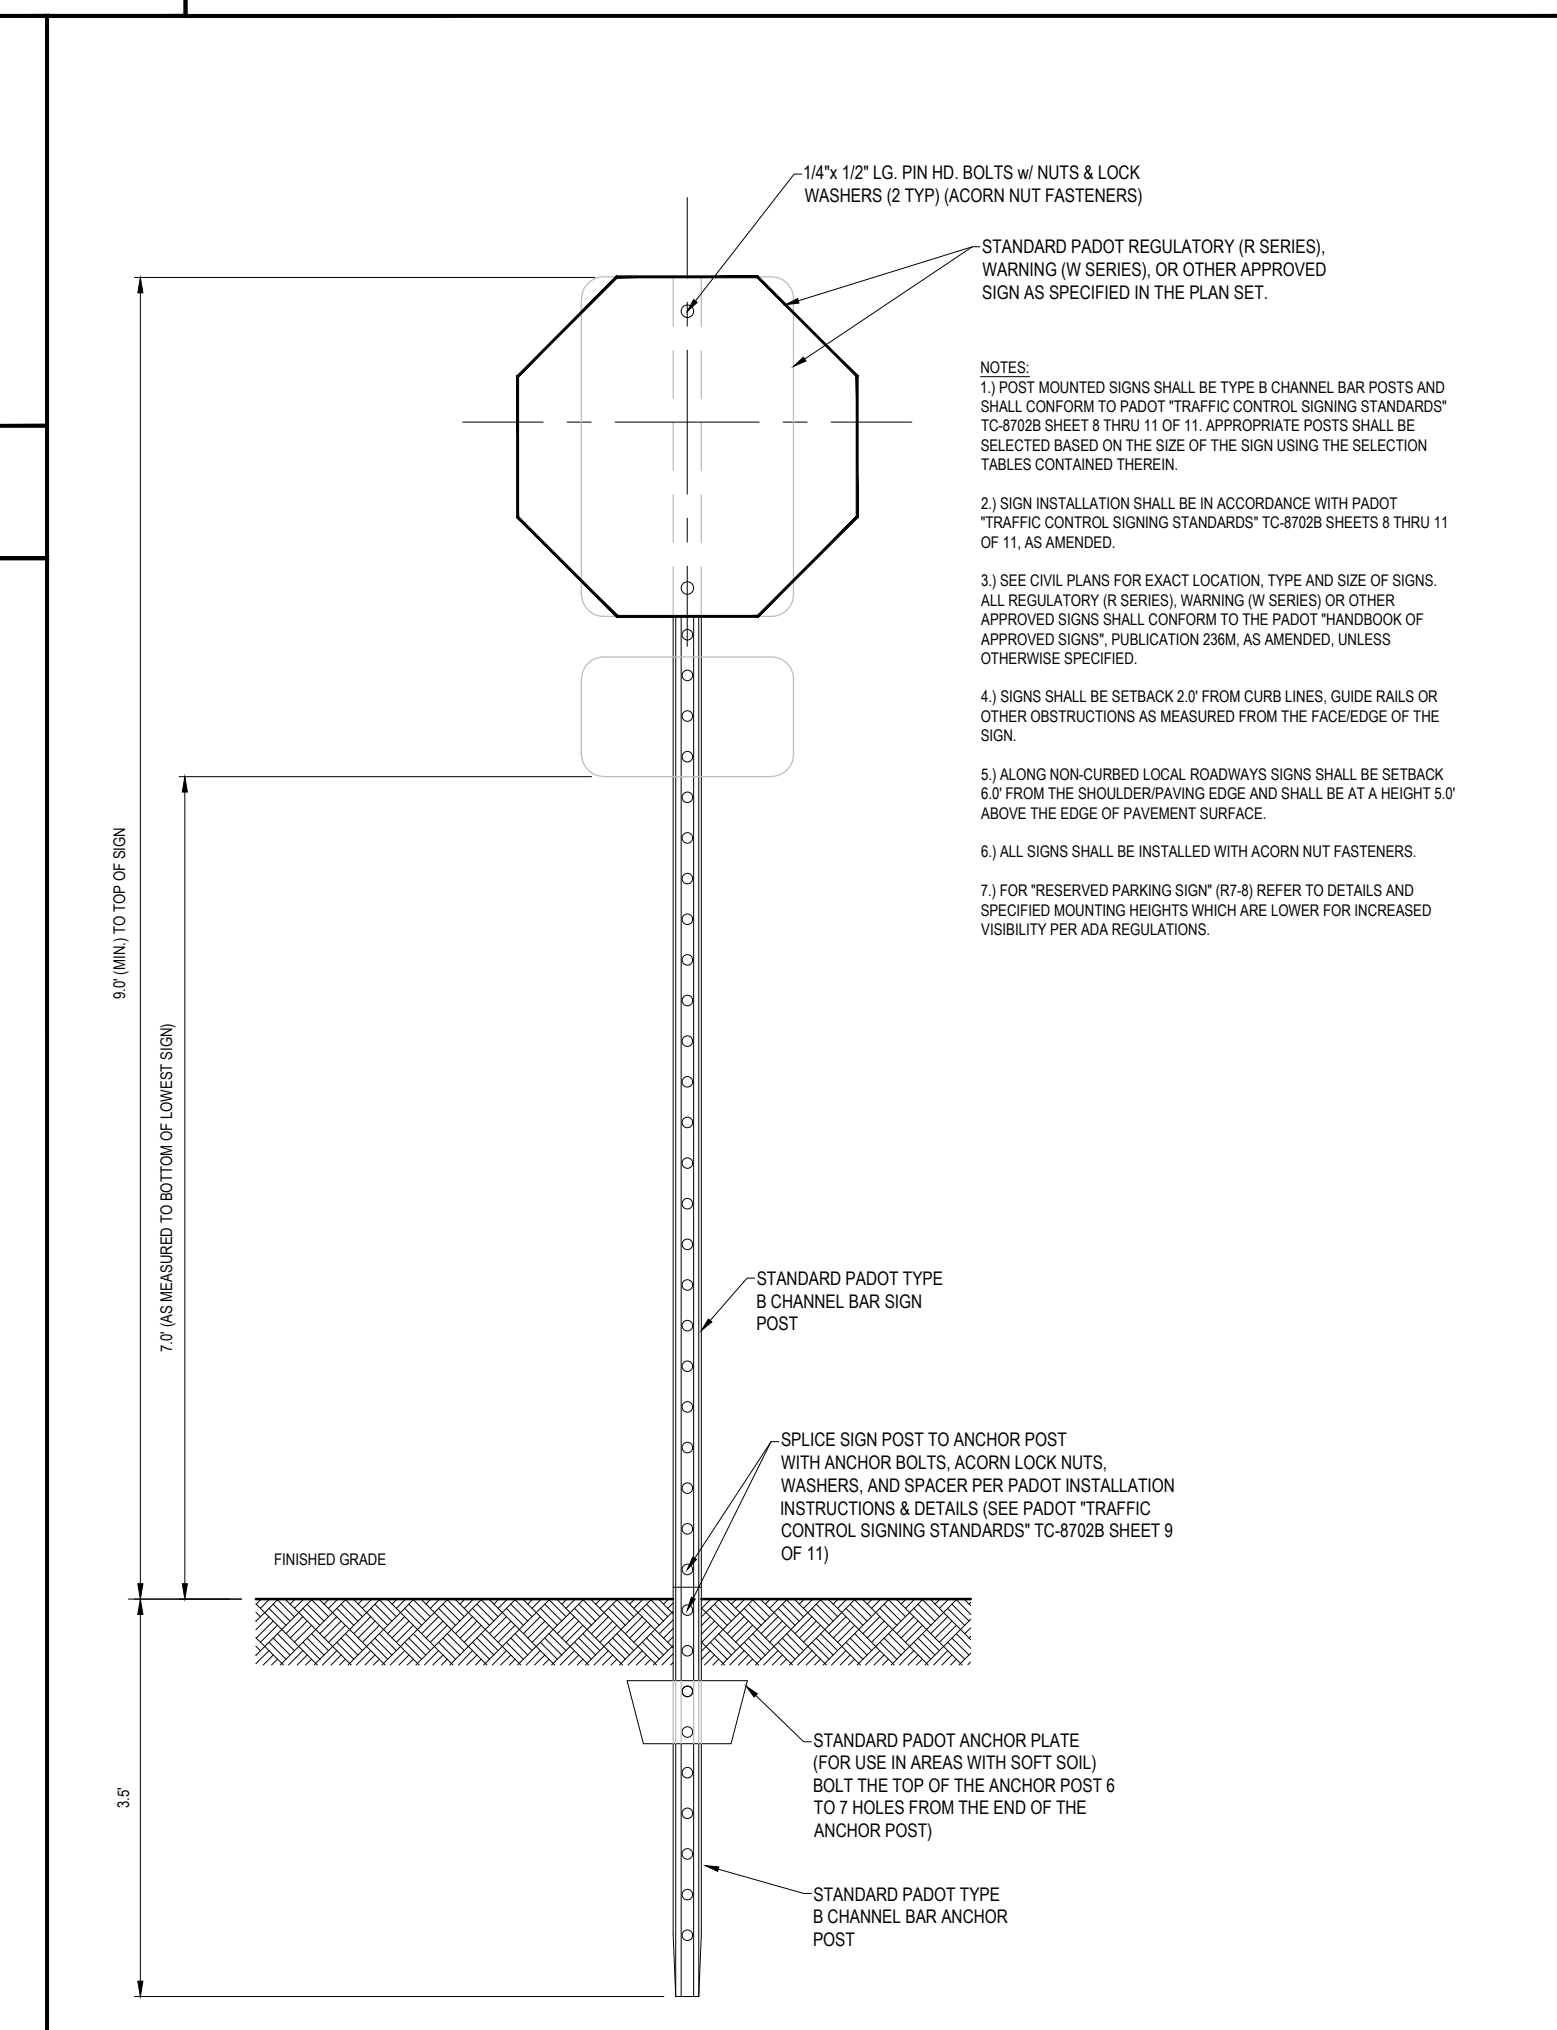 1/4"x 1/2" LG. PIN HD. BOLTS w/ NUTS & LOCK
WASHERS (2 TYP) (ACORN NUT FASTENERS)
STANDARD PADOT REGULATORY (R SERIES),
WARNING (W SERIES), OR OTHER APPROVED
SIGN AS SPECIFIED IN THE PLAN SET.
NOTES:
1.) POST MOUNTED SIGNS SHALL BE TYPE B CHANNEL BAR POSTS AND
SHALL CONFORM TO PADOT "TRAFFIC CONTROL SIGNING STANDARDS"
TC-8702B SHEET 8 THRU 11 OF 11. APPROPRIATE POSTS SHALL BE
SELECTED BASED ON THE SIZE OF THE SIGN USING THE SELECTION
TABLES CONTAINED THEREIN.
2.) SIGN INSTALLATION SHALL BE IN ACCORDANCE WITH PADOT
"TRAFFIC CONTROL SIGNING STANDARDS" TC-8702B SHEETS 8 THRU 11
OF 11, AS AMENDED.
3.) SEE CIVIL PLANS FOR EXACT LOCATION, TYPE AND SIZE OF SIGNS.
ALL REGULATORY (R SERIES), WARNING (W SERIES) OR OTHER
APPROVED SIGNS SHALL CONFORM TO THE PADOT "HANDBOOK OF
APPROVED SIGNS", PUBLICATION 236M, AS AMENDED, UNLESS
OTHERWISE SPECIFIED.
4.) SIGNS SHALL BE SETBACK 2.0' FROM CURB LINES, GUIDE RAILS OR
OTHER OBSTRUCTIONS AS MEASURED FROM THE FACE/EDGE OF THE
SIGN.
5.) ALONG NON-CURBED LOCAL ROADWAYS SIGNS SHALL BE SETBACK
6.0' FROM THE SHOULDER/PAVING EDGE AND SHALL BE AT A HEIGHT 5.0'
ABOVE THE EDGE OF PAVEMENT SURFACE.
6.) ALL SIGNS SHALL BE INSTALLED WITH ACORN NUT FASTENERS.
7.) FOR "RESERVED PARKING SIGN" (R7-8) REFER TO DETAILS AND
SPECIFIED MOUNTING HEIGHTS WHICH ARE LOWER FOR INCREASED
VISIBILITY PER ADA REGULATIONS.
9.0' (MIN.) TO TOP OF SIGN
7.0' (AS MEASURED TO BOTTOM OF LOWEST SIGN)
STANDARD PADOT TYPE
B CHANNEL BAR SIGN
POST
SPLICE SIGN POST TO ANCHOR POST
WITH ANCHOR BOLTS, ACORN LOCK NUTS,
WASHERS, AND SPACER PER PADOT INSTALLATION
INSTRUCTIONS & DETAILS (SEE PADOT "TRAFFIC
CONTROL SIGNING STANDARDS" TC-8702B SHEET 9
OF 11)
FINISHED GRADE
STANDARD PADOT ANCHOR PLATE
(FOR USE IN AREAS WITH SOFT SOIL)
BOLT THE TOP OF THE ANCHOR POST 6
TO 7 HOLES FROM THE END OF THE
ANCHOR POST)
3.5'
STANDARD PADOT TYPE
B CHANNEL BAR ANCHOR
POST